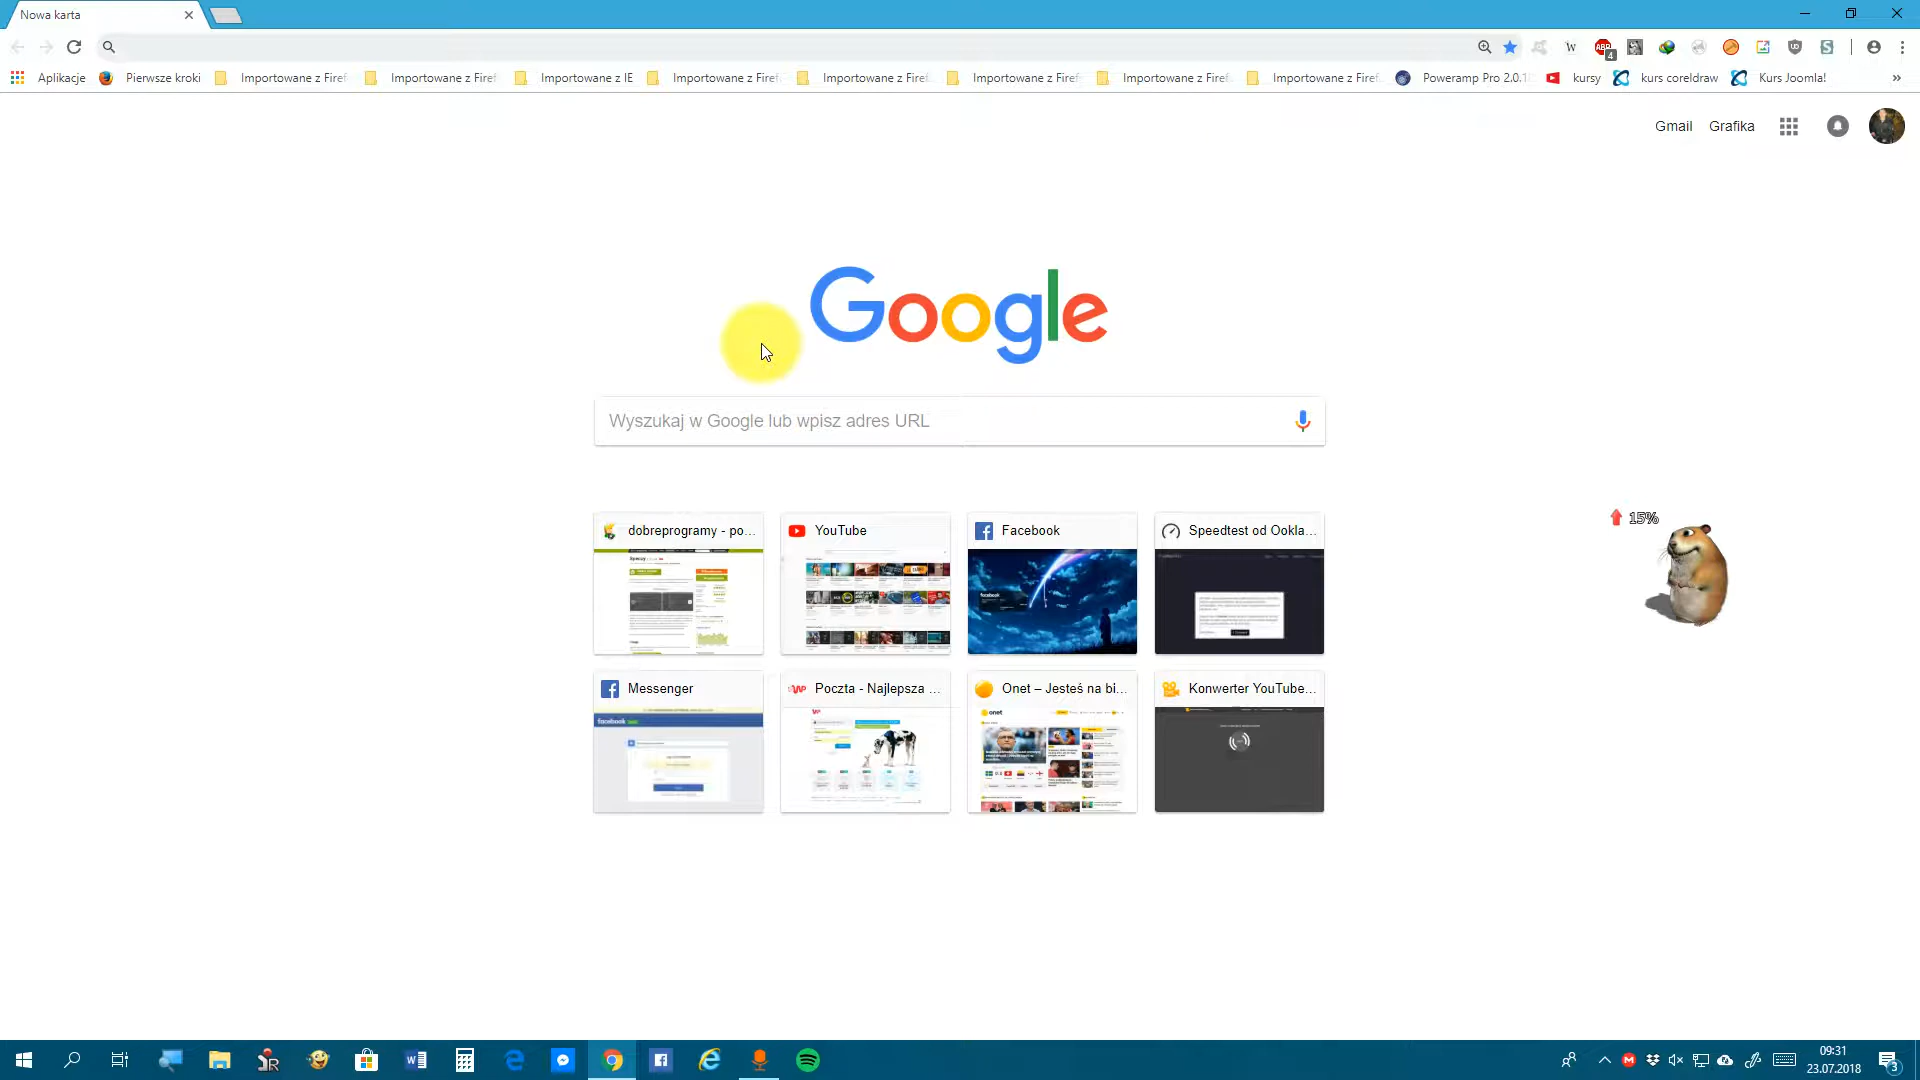 Nowa karta
Aplikacje
Pierwsze kroki
Importowane z Firef
Importowane z Firef
Importowane z IE
Importowane z Firef
Importowane z Firef
Importowane z Firef
Importowane z Firef
Importowane z Firef
Poweramp Pro 2.0.1
kursy
kurs coreldraw
Kurs Joomla!
»
Gmail
Grafika
Google
Wyszukaj w Google lub wpisz adres URL
15%
dobreprogramy - po...
YouTube
Facebook
Speedtest od Ookla...
Messenger
Poczta - Najlepsza ...
Onet – Jesteś na bi...
Konwerter YouTube...
facebook
onet
09:31
23.07.2018
3